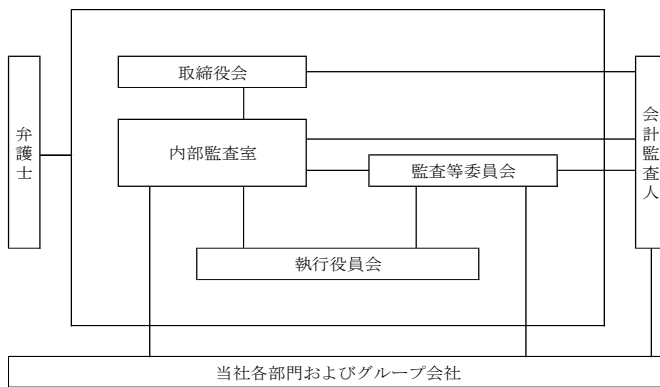 取締役会
弁護士
内部監査室
監査等委員会
会計監査人
執行役員会
当社各部門およびグループ会社